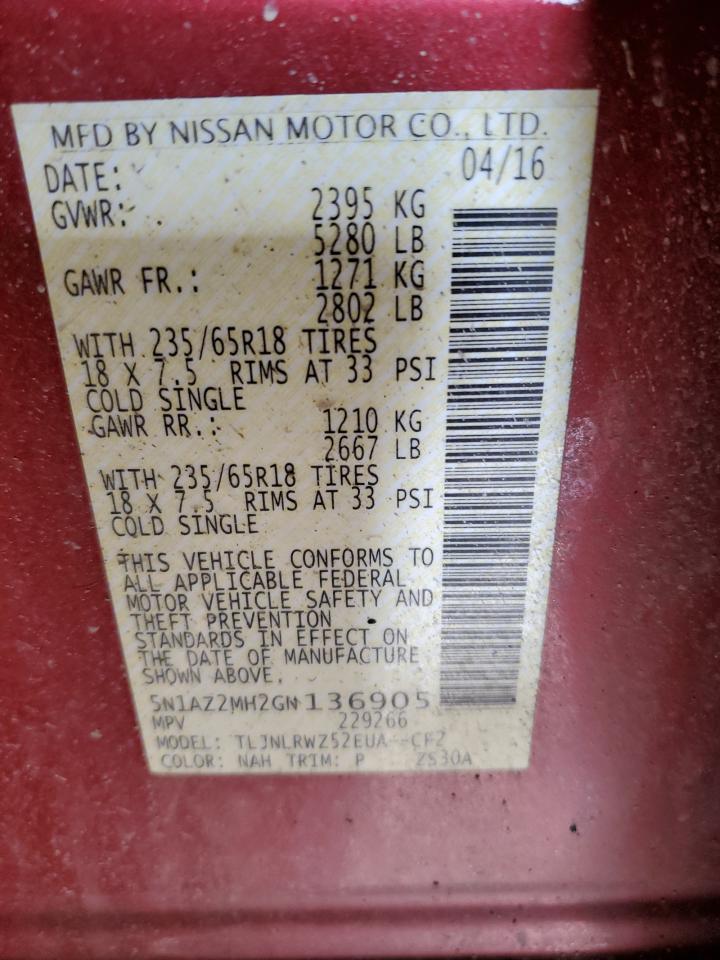 MFD BY NISSAN MOTOR CO., LTD.
DATE: 04/16
GVWR: 2395 KG
5280 LB
GAWR FR.: 1271 KG
2802 LB
WITH 235/65R18 TIRES
18 X 7.5 RIMS AT 33 PSI
COLD SINGLE
GAWR RR.: 1210 KG
2667 LB
WITH 235/65R18 TIRES
18 X 7.5 RIMS AT 33 PSI
COLD SINGLE
THIS VEHICLE CONFORMS TO
ALL APPLICABLE FEDERAL
MOTOR VEHICLE SAFETY AND
THEFT PREVENTION
STANDARDS IN EFFECT ON
THE DATE OF MANUFACTURE
SHOWN ABOVE.
5N1AZ2MH2GN136905
MPV 229266
MODEL: TLJNLRWZ52EUA--CF2
COLOR: NAH TRIM: P ZS30A